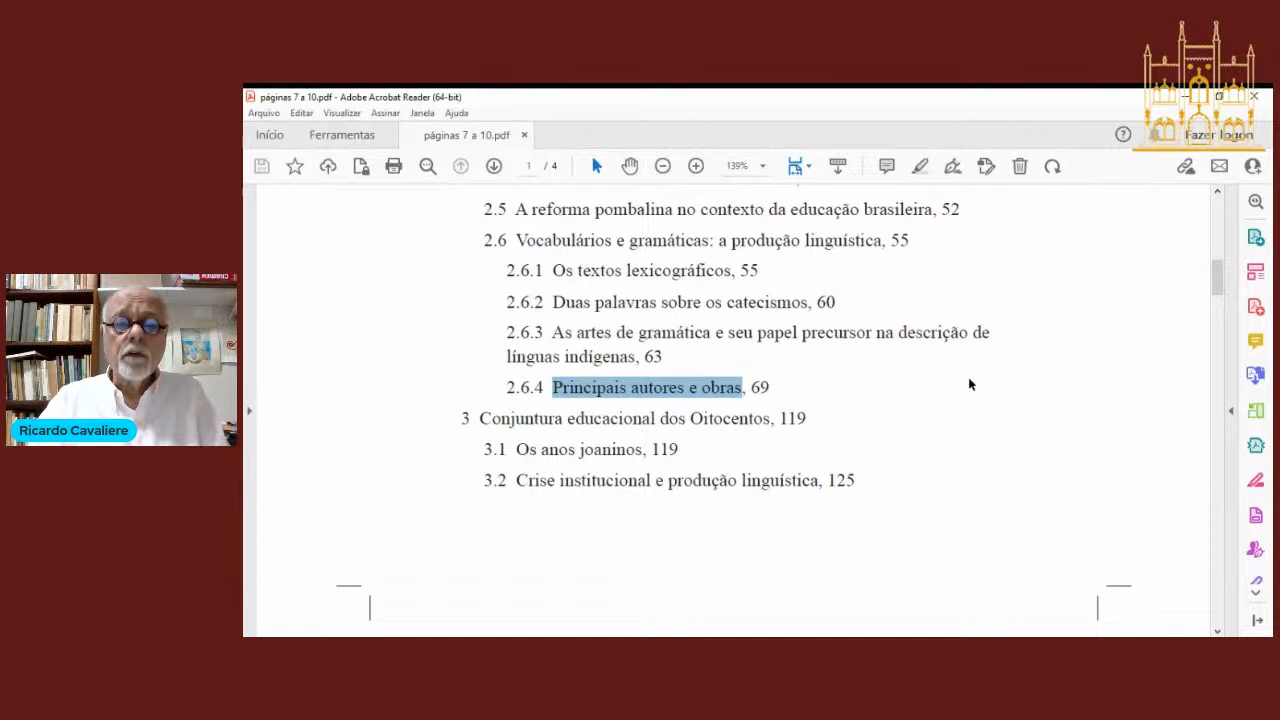 páginas 7 a 10.pdf - Adobe Acrobat Reader (64-bit)
Arquivo Editar Visualizar Assinar Janela Ajuda
Início Ferramentas páginas 7 a 10.pdf × Fazer logon
1 / 4 139%
2.5 A reforma pombalina no contexto da educação brasileira, 52
2.6 Vocabulários e gramáticas: a produção linguística, 55
2.6.1 Os textos lexicográficos, 55
2.6.2 Duas palavras sobre os catecismos, 60
2.6.3 As artes de gramática e seu papel precursor na descrição de
línguas indígenas, 63
2.6.4 Principais autores e obras, 69
3 Conjuntura educacional dos Oitocentos, 119
3.1 Os anos joaninos, 119
3.2 Crise institucional e produção linguística, 125
Ricardo Cavaliere